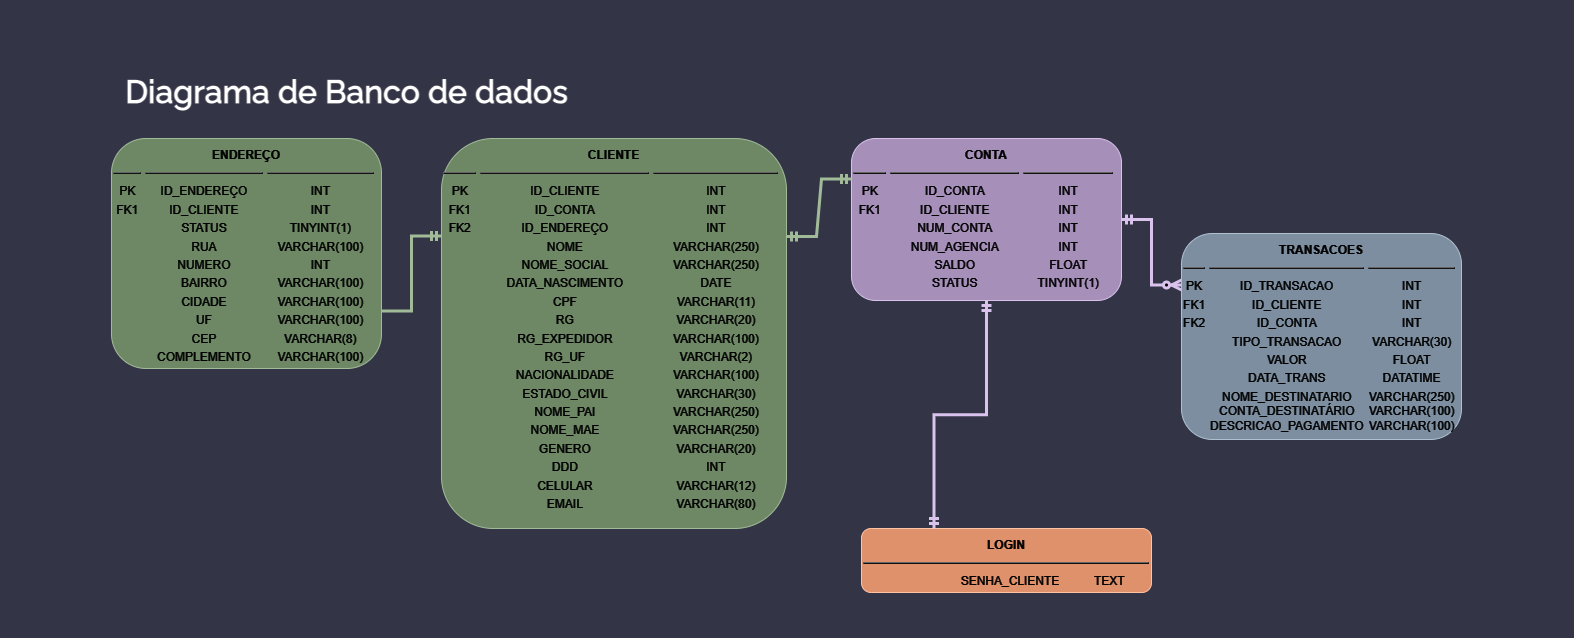 Diagrama de Banco de dados
ENDEREÇO
PK ID_ENDEREÇO INT
FK1 ID_CLIENTE INT
STATUS TINYINT(1)
RUA VARCHAR(100)
NUMERO INT
BAIRRO VARCHAR(100)
CIDADE VARCHAR(100)
UF VARCHAR(100)
CEP VARCHAR(8)
COMPLEMENTO VARCHAR(100)
CLIENTE
PK ID_CLIENTE INT
FK1 ID_CONTA INT
FK2 ID_ENDEREÇO INT
NOME VARCHAR(250)
NOME_SOCIAL VARCHAR(250)
DATA_NASCIMENTO DATE
CPF VARCHAR(11)
RG VARCHAR(20)
RG_EXPEDIDOR VARCHAR(100)
RG_UF VARCHAR(2)
NACIONALIDADE VARCHAR(100)
ESTADO_CIVIL VARCHAR(30)
NOME_PAI VARCHAR(250)
NOME_MAE VARCHAR(250)
GENERO VARCHAR(20)
DDD INT
CELULAR VARCHAR(12)
EMAIL VARCHAR(80)
CONTA
PK ID_CONTA INT
FK1 ID_CLIENTE INT
NUM_CONTA INT
NUM_AGENCIA INT
SALDO FLOAT
STATUS TINYINT(1)
TRANSACOES
PK ID_TRANSACAO INT
FK1 ID_CLIENTE INT
FK2 ID_CONTA INT
TIPO_TRANSACAO VARCHAR(30)
VALOR FLOAT
DATA_TRANS DATATIME
NOME_DESTINATARIO VARCHAR(250)
CONTA_DESTINATÁRIO VARCHAR(100)
DESCRICAO_PAGAMENTO VARCHAR(100)
LOGIN
SENHA_CLIENTE TEXT